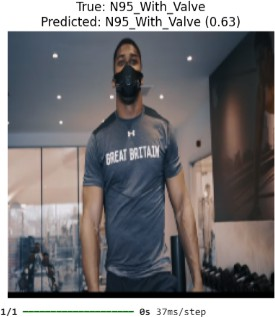 True: N95_With_Valve
Predicted: N95_With_Valve (0.63)
GREAT BRITAIN
1/1 ━━━━━━━━━━━━━━━━━━━━ 0s 37ms/step